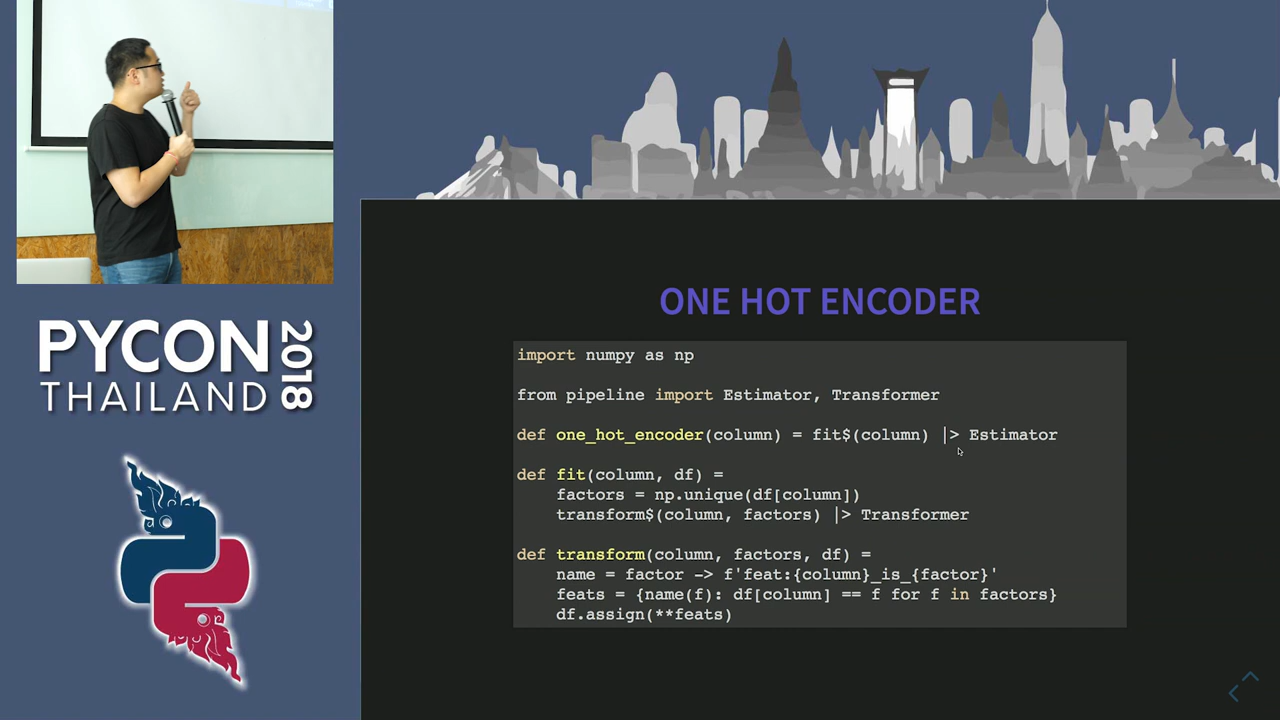 PYCON
THAILAND
2018
ONE HOT ENCODER
import numpy as np
from pipeline import Estimator, Transformer
def one_hot_encoder(column) = fit$(column) |> Estimator
def fit(column, df) =
    factors = np.unique(df[column])
    transform$(column, factors) |> Transformer
def transform(column, factors, df) =
    name = factor -> f'feat:{column}_is_{factor}'
    feats = {name(f): df[column] == f for f in factors}
    df.assign(**feats)